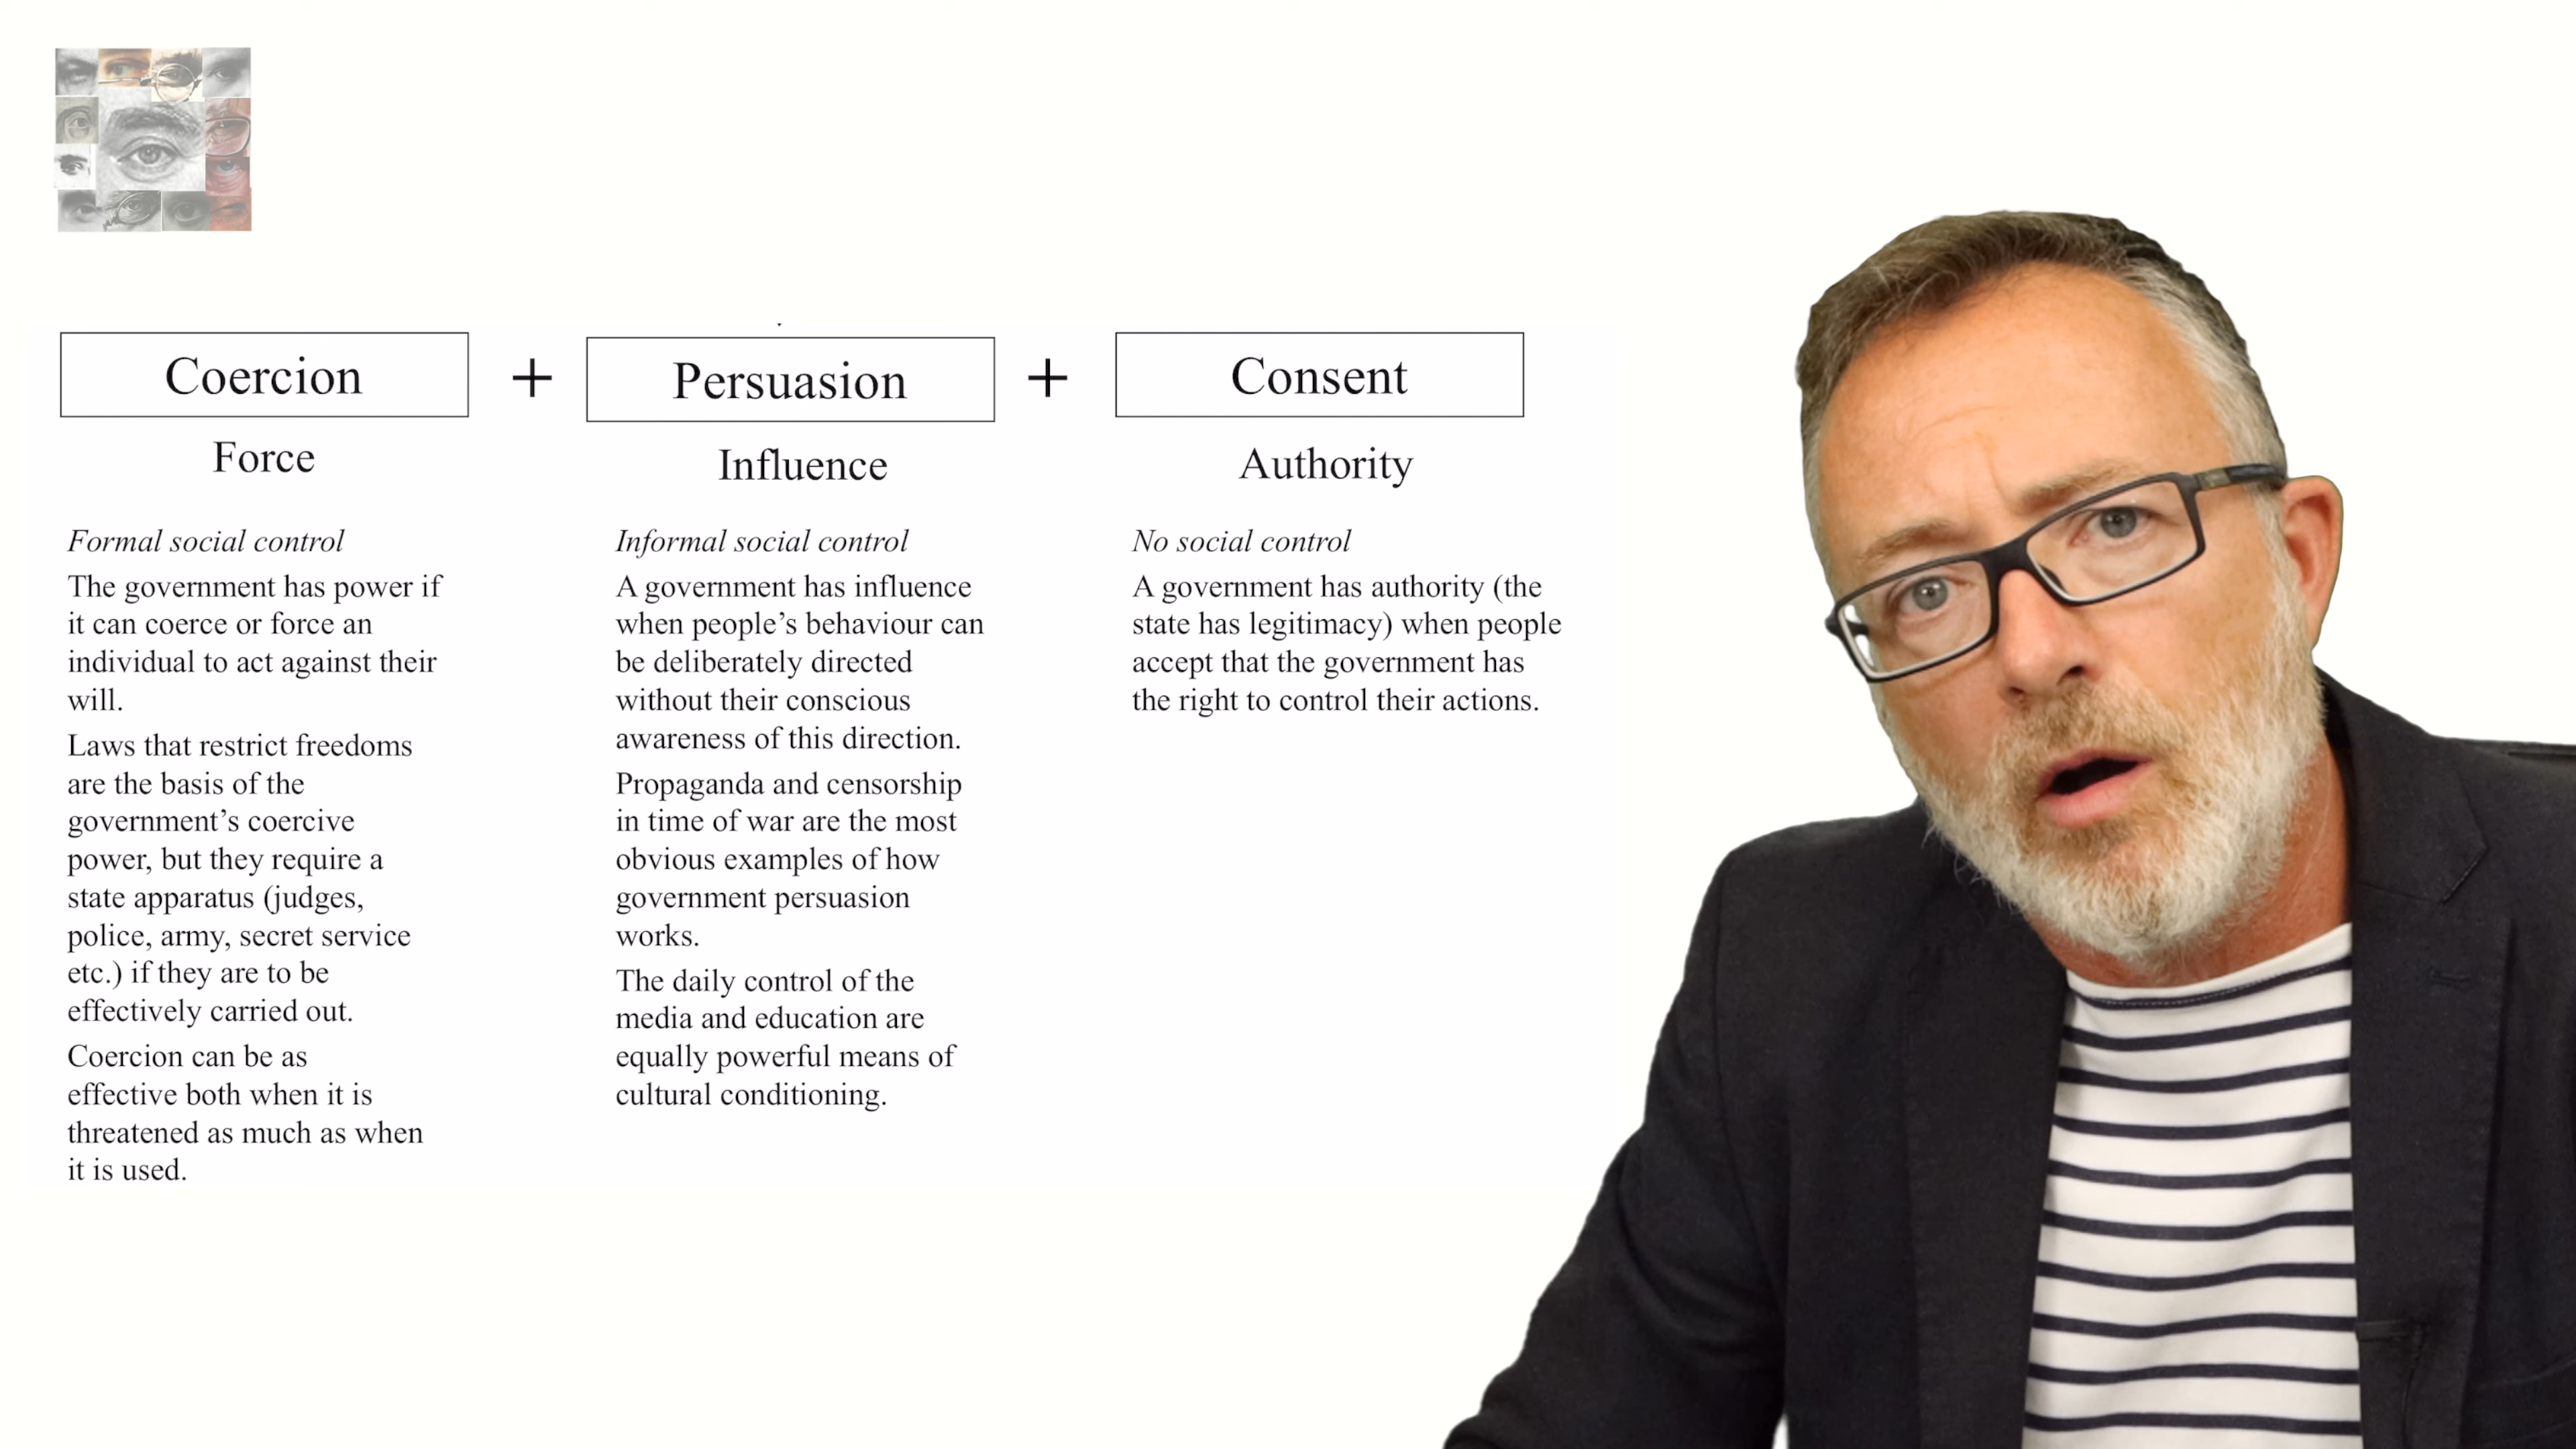 Coercion + Persuasion + Consent
Force
Influence
Authority
Formal social control
The government has power if
it can coerce or force an
individual to act against their
will.
Laws that restrict freedoms
are the basis of the
government’s coercive
power, but they require a
state apparatus (judges,
police, army, secret service
etc.) if they are to be
effectively carried out.
Coercion can be as
effective both when it is
threatened as much as when
it is used.
Informal social control
A government has influence
when people’s behaviour can
be deliberately directed
without their conscious
awareness of this direction.
Propaganda and censorship
in time of war are the most
obvious examples of how
government persuasion
works.
The daily control of the
media and education are
equally powerful means of
cultural conditioning.
No social control
A government has authority (the
state has legitimacy) when people
accept that the government has
the right to control their actions.